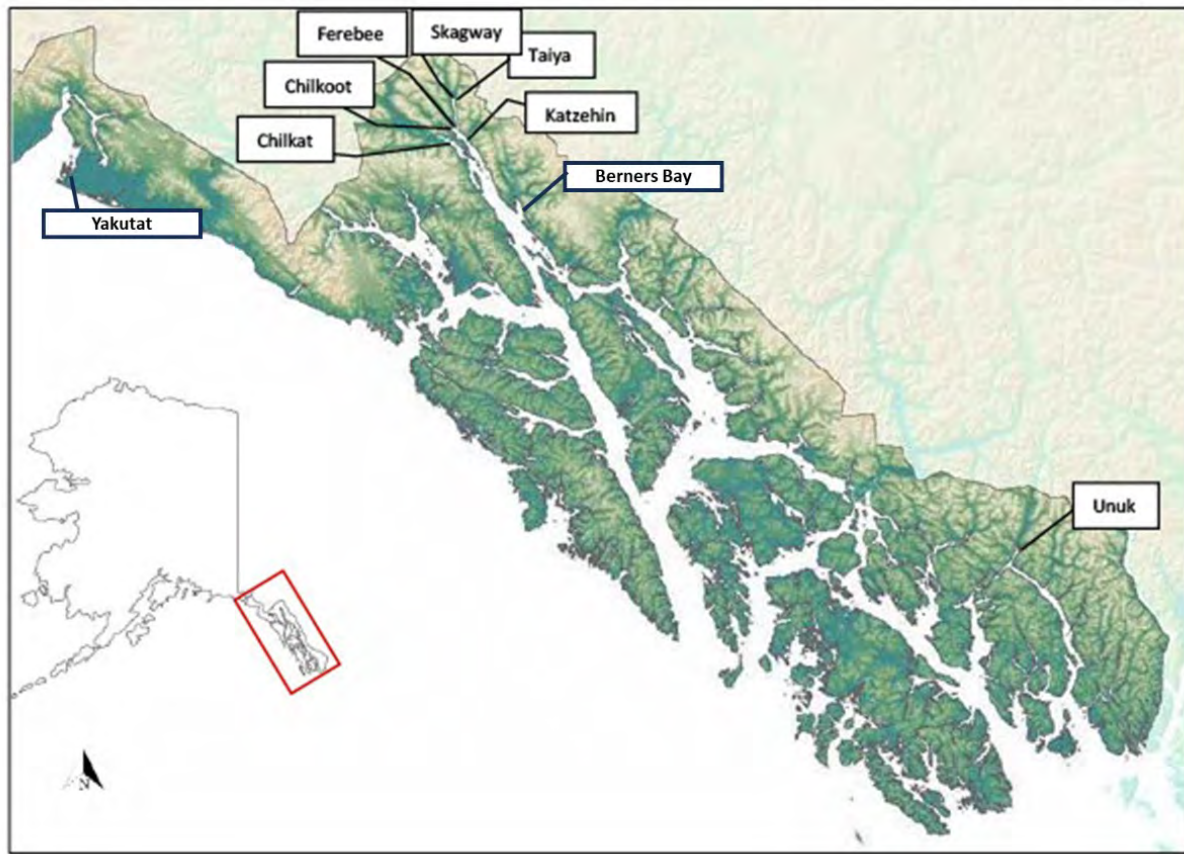 Ferebee
Skagway
Taiya
Chilkoot
Katzehin
Chilkat
Berners Bay
Yakutat
Unuk
N